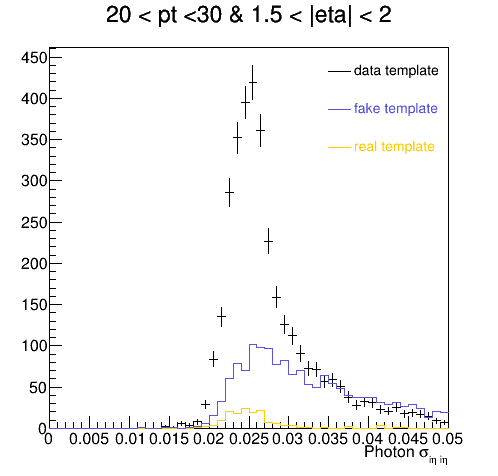 20 < pt <30 & 1.5 < |eta| < 2
data template
fake template
real template
450
400
350
300
250
200
150
100
50
0
0 0.005 0.01 0.015 0.02 0.025 0.03 0.035 0.04 0.045 0.05
Photon σiη iη